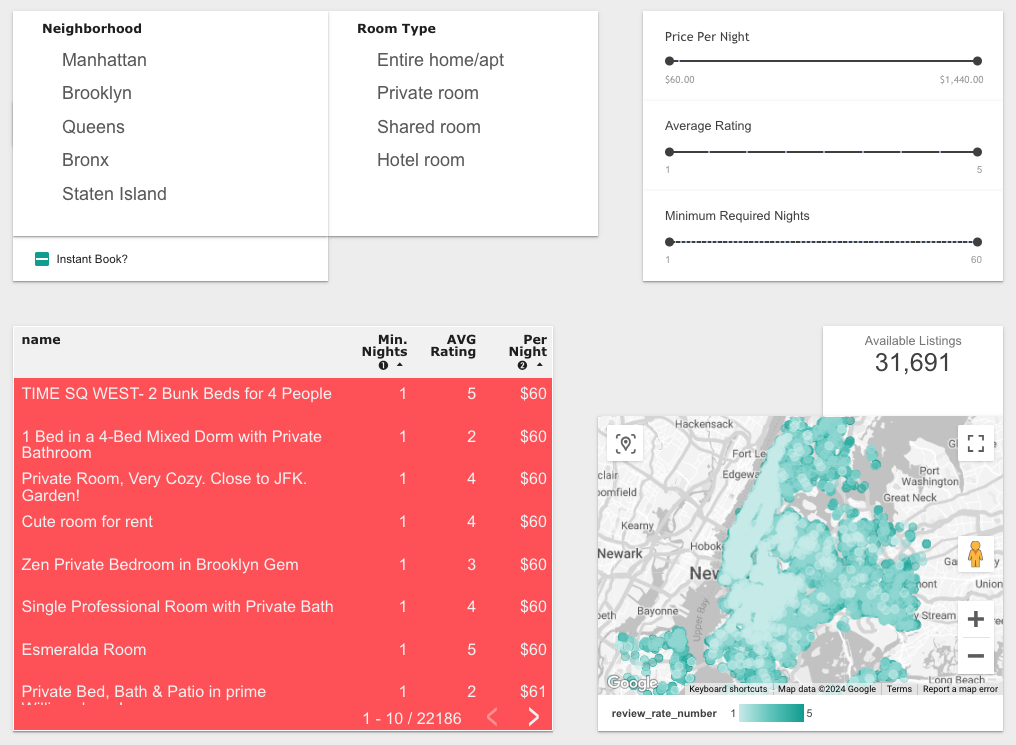 Neighborhood
Manhattan
Brooklyn
Queens
Bronx
Staten Island
Instant Book?
Room Type
Entire home/apt
Private room
Shared room
Hotel room
Price Per Night
$60.00 $1,440.00
Average Rating
1 5
Minimum Required Nights
1 60
name Min. Nights AVG Rating Per Night
1 2
TIME SQ WEST- 2 Bunk Beds for 4 People 1 5 $60
1 Bed in a 4-Bed Mixed Dorm with Private
Bathroom 1 2 $60
Private Room, Very Cozy. Close to JFK.
Garden! 1 4 $60
Cute room for rent 1 4 $60
Zen Private Bedroom in Brooklyn Gem 1 3 $60
Single Professional Room with Private Bath 1 4 $60
Esmeralda Room 1 5 $60
Private Bed, Bath & Patio in prime 1 2 $61
1 - 10 / 22186
Available Listings
31,691
Hackensack
Fort Le
Edgewa
clair
omfield
Port
Washington
Great Neck
Kearny
Newark
Hoboke
New
Bayonne
Upper Bay
peth
mont
Union
y Stream
Long Beach
Google
Keyboard shortcuts Map data ©2024 Google Terms Report a map error
review_rate_number 1 5